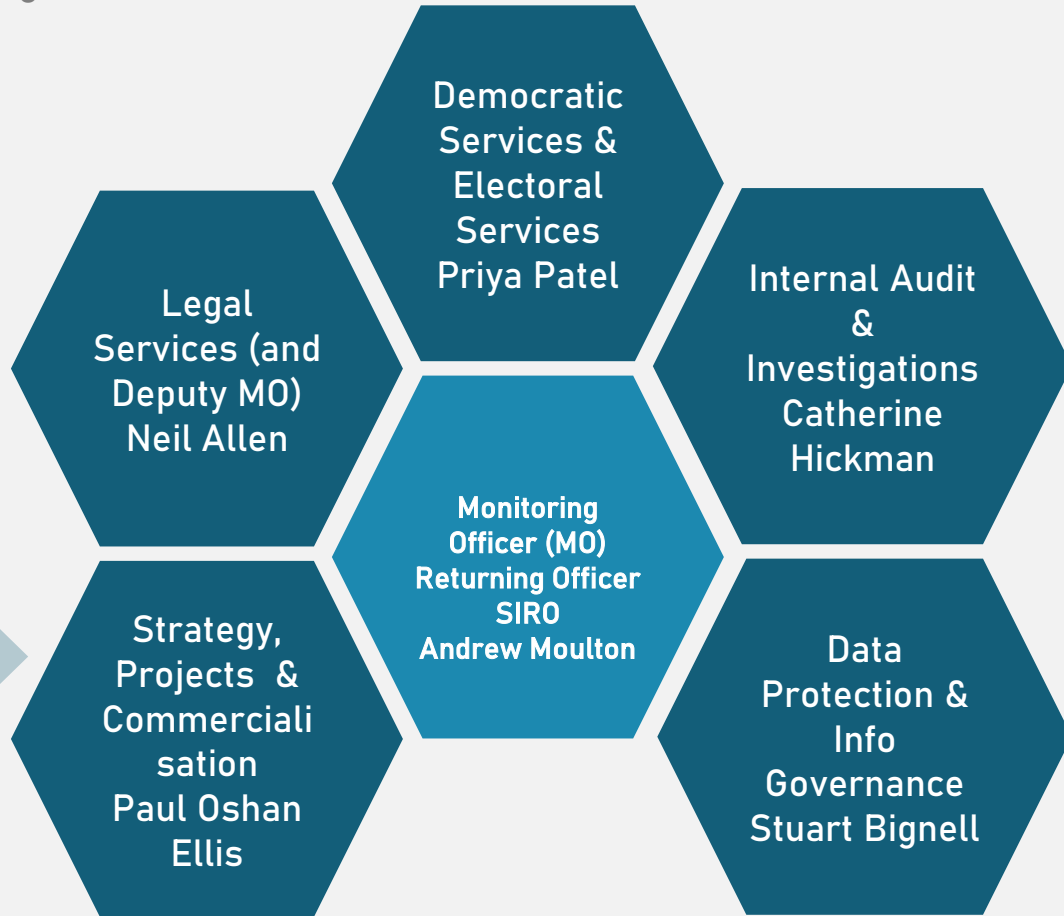 Democratic
Services &
Electoral
Services
Priya Patel
Legal
Services (and
Deputy MO)
Neil Allen
Internal Audit
&
Investigations
Catherine
Hickman
Monitoring
Officer (MO)
Returning Officer
SIRO
Andrew Moulton
Strategy,
Projects & 
Commerciali
sation
Paul Oshan
Ellis
Data
Protection &
Info
Governance
Stuart Bignell